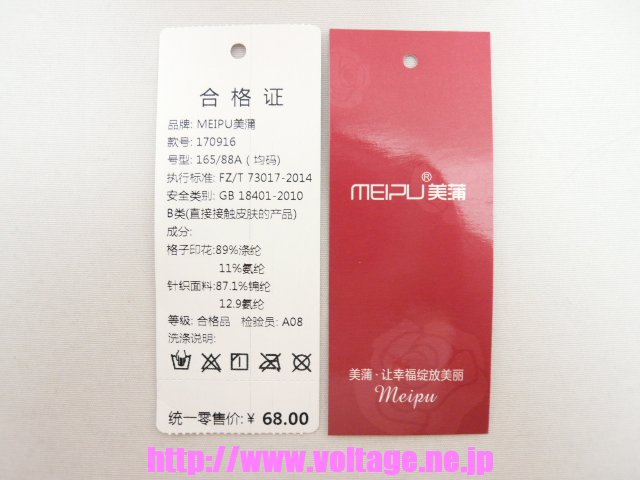 合格证
品牌: MEIPU美蒲
款号: 170916
号型: 165/88A ( 均码)
执行标准: FZ/T 73017-2014
安全类别: GB 18401-2010
B类(直接接触皮肤的产品)
成分:
格子印花:89%涤纶
11%氨纶
针织面料:87.1%锦纶
12.9氨纶
等级: 合格品 检验员: A08
洗涤说明:
统一零售价: ¥ 68.00
MEIPU®美蒲
美蒲·让幸福绽放美丽
Meipu
http://www.voltage.ne.jp